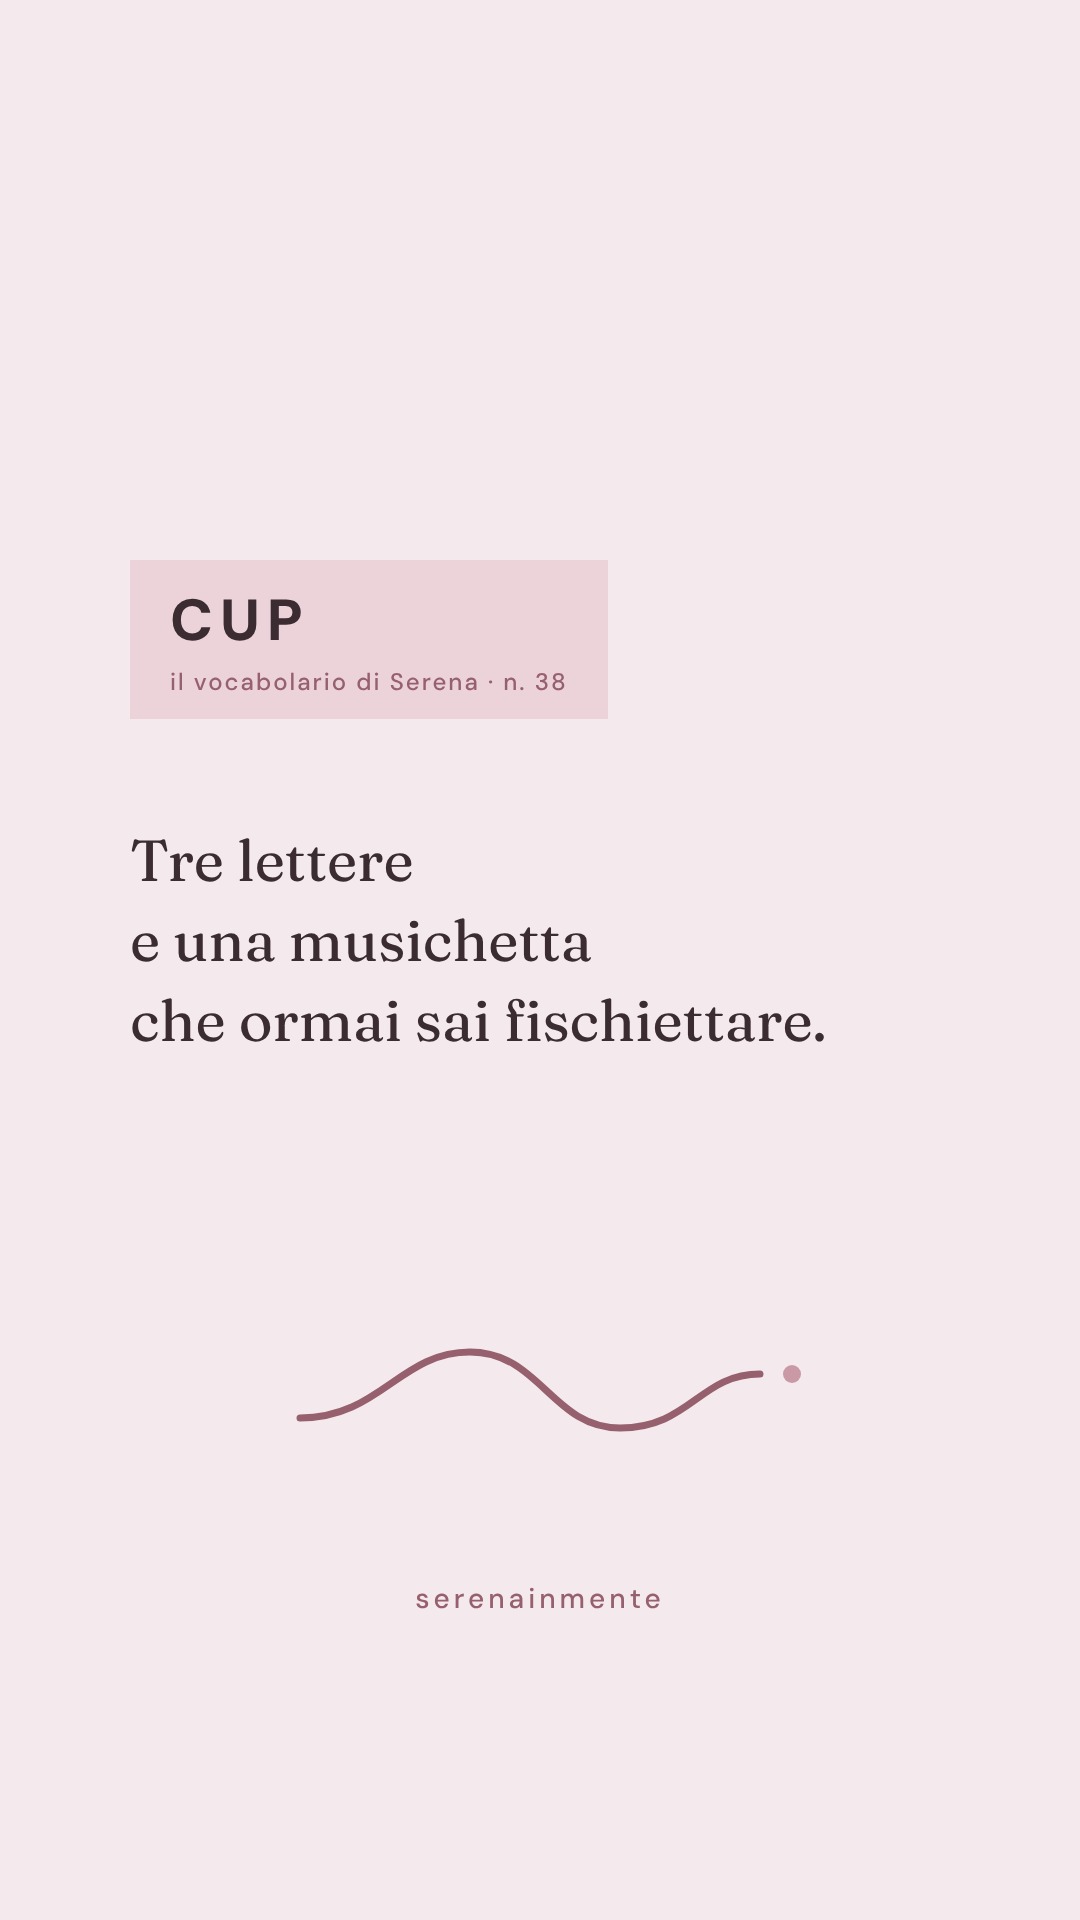 CUP
il vocabolario di Serena · n. 38
Tre lettere
e una musichetta
che ormai sai fischiettare.
serenainmente